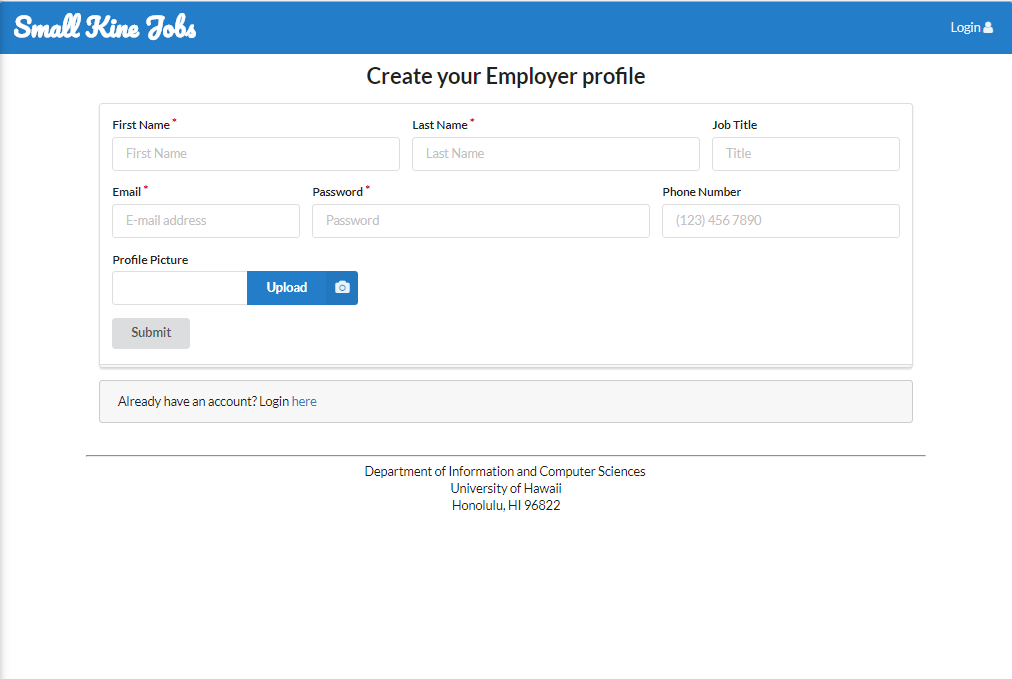 Small Kine Jobs
Login
Create your Employer profile
First Name * Last Name * Job Title
First Name Last Name Title
Email * Password * Phone Number
E-mail address Password (123) 456 7890
Profile Picture
Upload
Submit
Already have an account? Login here
Department of Information and Computer Sciences
University of Hawaii
Honolulu, HI 96822